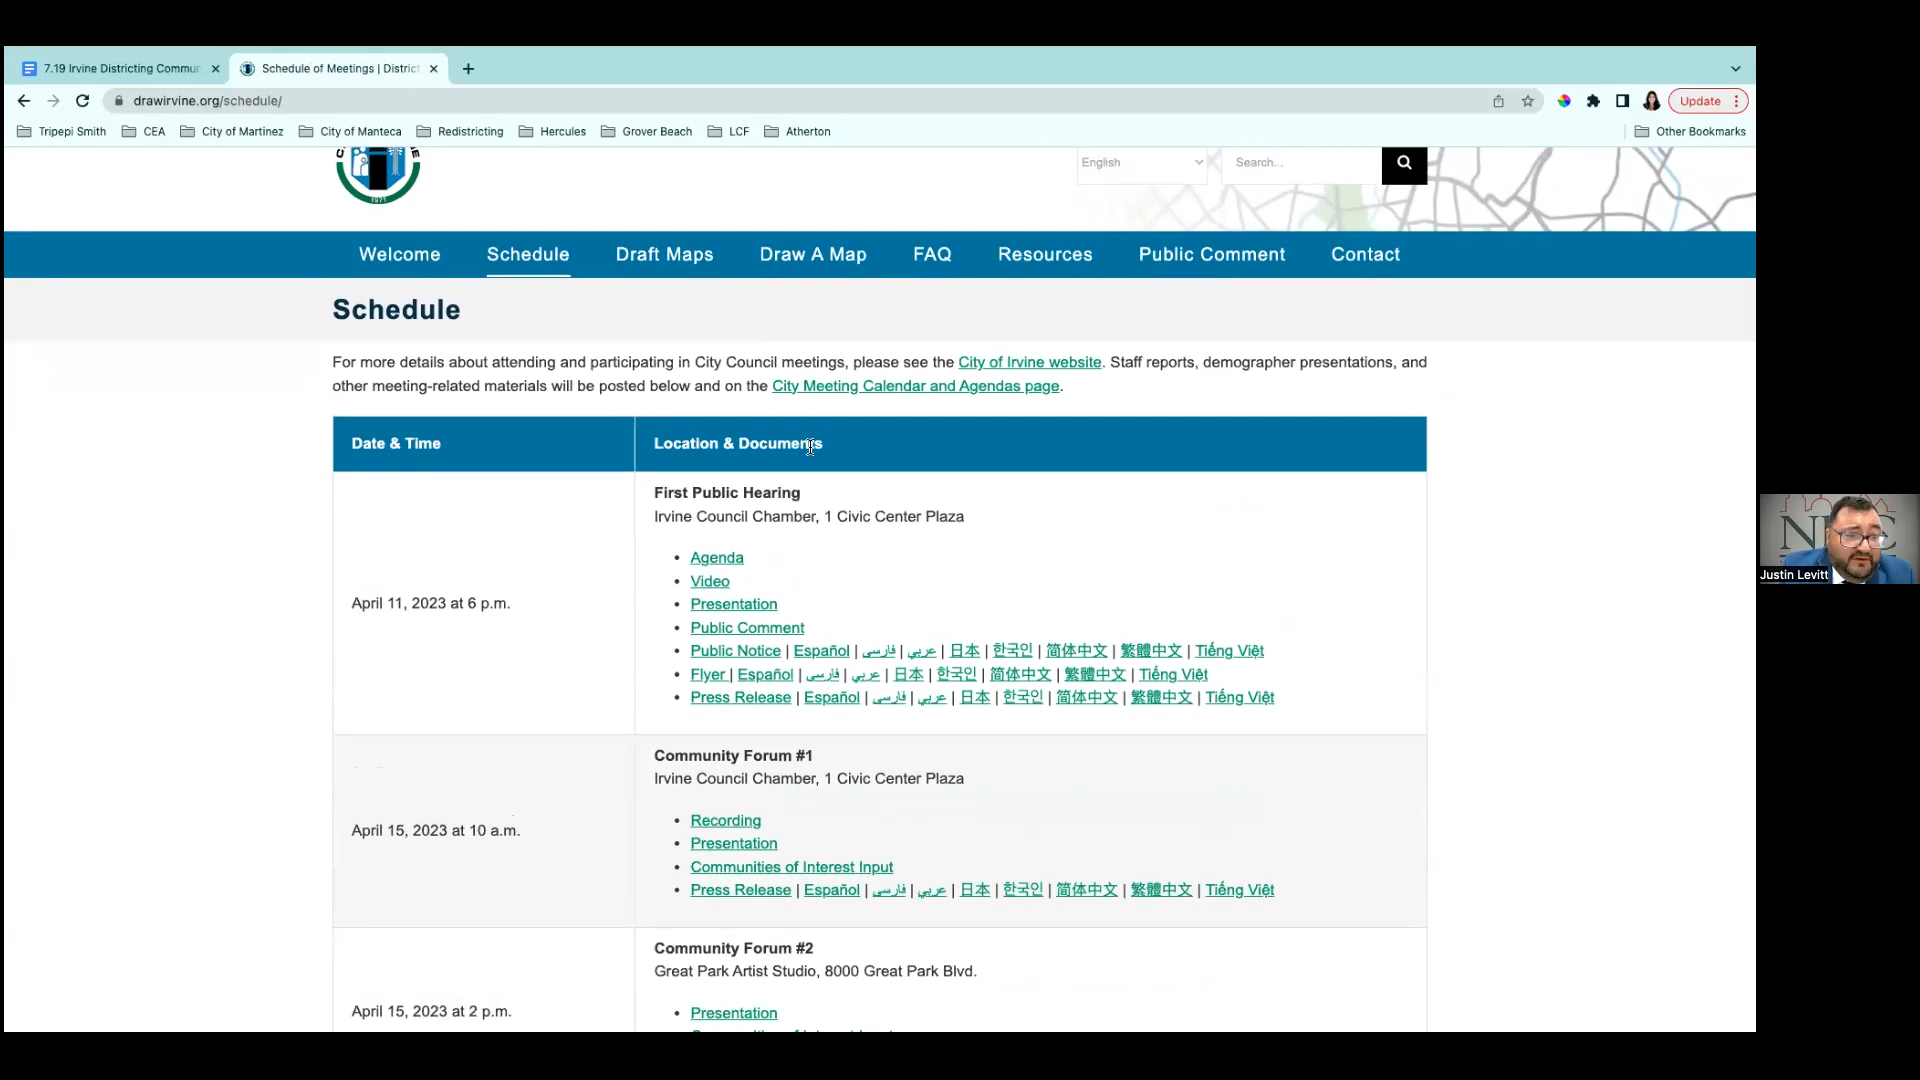 7.19 Irvine Districting Commu
Schedule of Meetings | District
drawirvine.org/schedule/
Update
Tripepi Smith
CEA
City of Martinez
City of Manteca
Redistricting
Hercules
Grover Beach
LCF
Atherton
Other Bookmarks
1971
English
Search...
Welcome
Schedule
Draft Maps
Draw A Map
FAQ
Resources
Public Comment
Contact
Schedule
For more details about attending and participating in City Council meetings, please see the City of Irvine website. Staff reports, demographer presentations, and
other meeting-related materials will be posted below and on the City Meeting Calendar and Agendas page.
Date & Time
Location & Documents
April 11, 2023 at 6 p.m.
First Public Hearing
Irvine Council Chamber, 1 Civic Center Plaza
• Agenda
• Video
• Presentation
• Public Comment
• Public Notice | Español | فارسی | عربي | 日本 | 한국인 | 简体中文 | 繁體中文 | Tiếng Việt
• Flyer | Español | فارسی | عربي | 日本 | 한국인 | 简体中文 | 繁體中文 | Tiếng Việt
• Press Release | Español | فارسی | عربي | 日本 | 한국인 | 简体中文 | 繁體中文 | Tiếng Việt
April 15, 2023 at 10 a.m.
Community Forum #1
Irvine Council Chamber, 1 Civic Center Plaza
• Recording
• Presentation
• Communities of Interest Input
• Press Release | Español | فارسی | عربي | 日本 | 한국인 | 简体中文 | 繁體中文 | Tiếng Việt
April 15, 2023 at 2 p.m.
Community Forum #2
Great Park Artist Studio, 8000 Great Park Blvd.
• Presentation
Justin Levitt